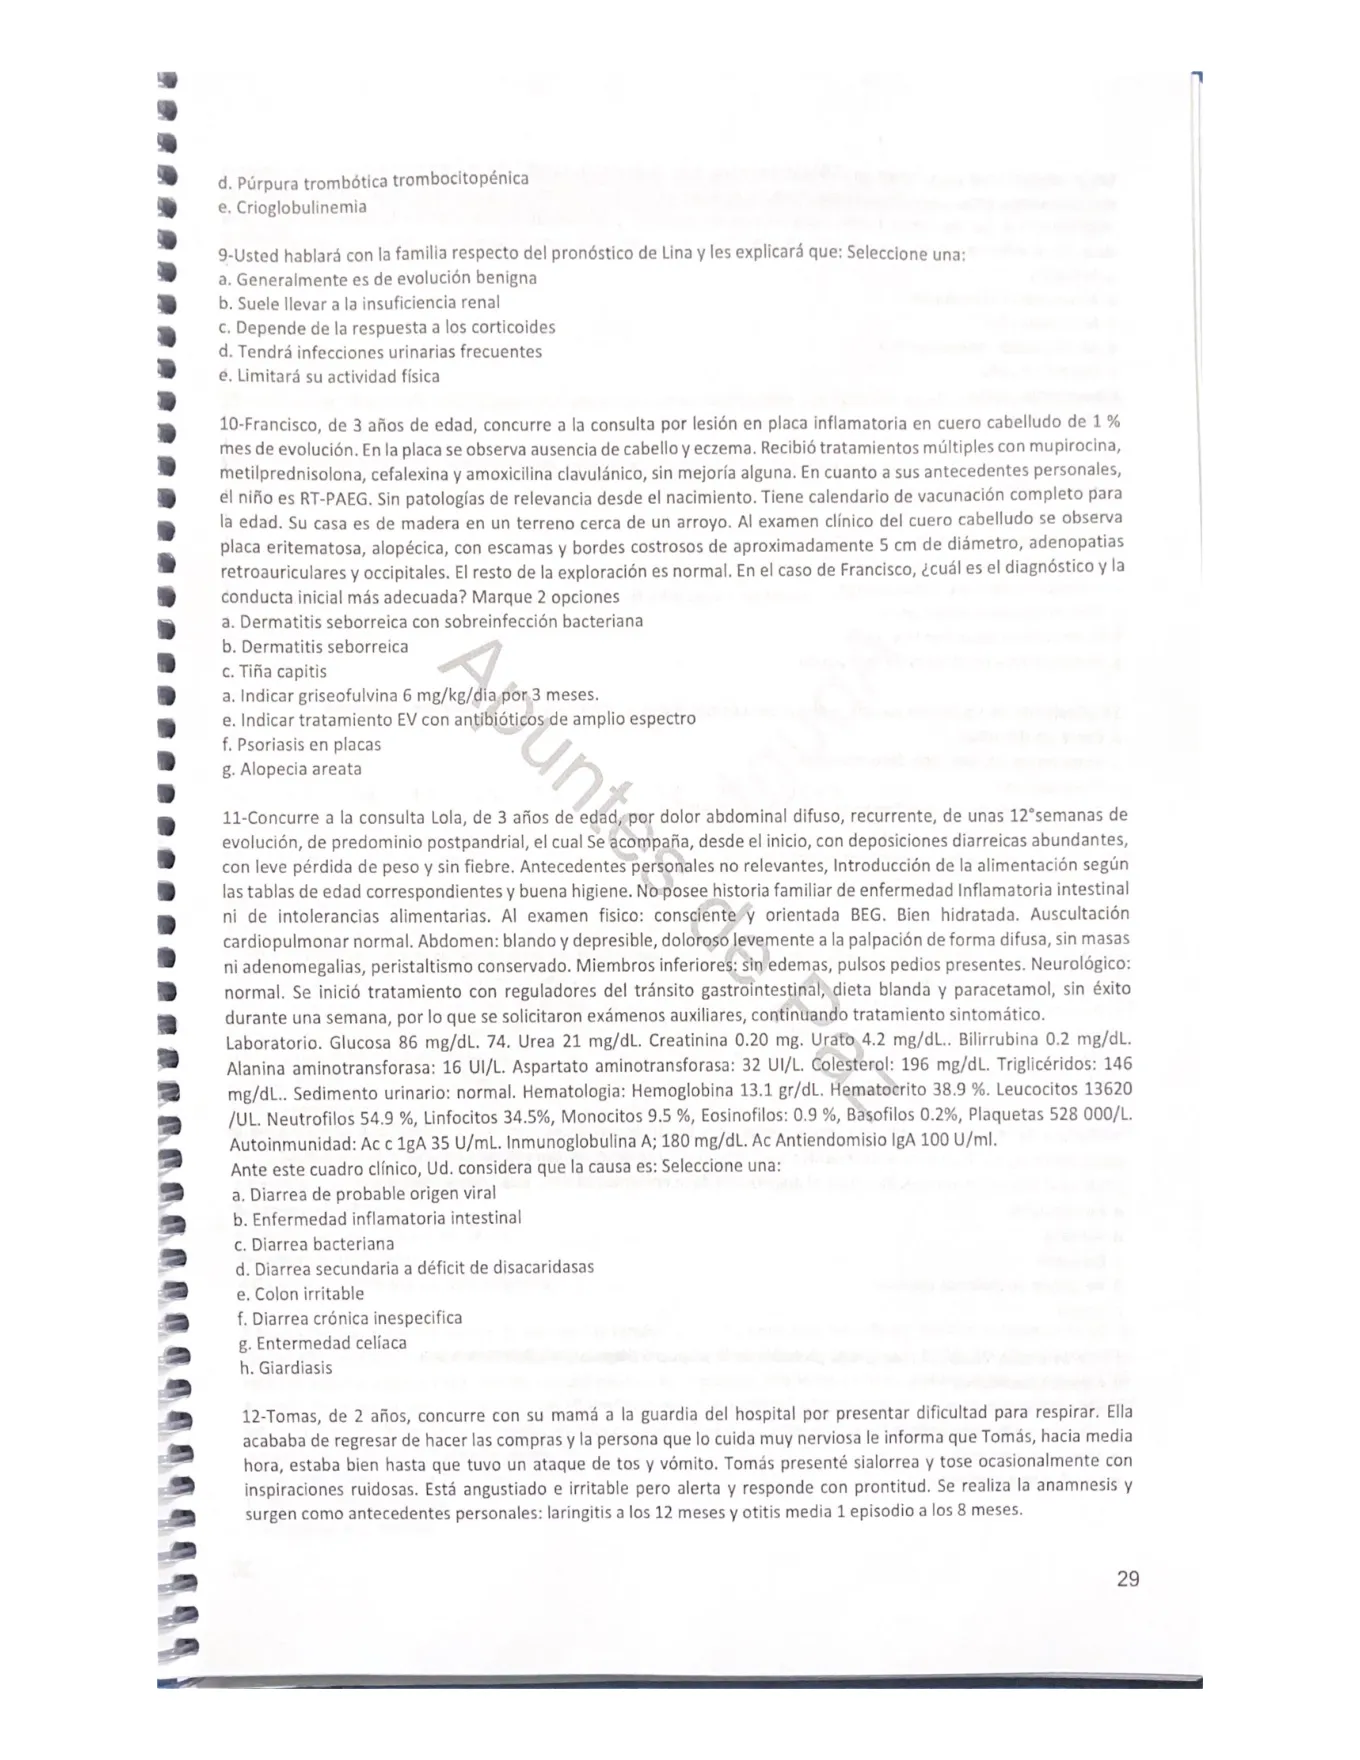 d. Púrpura trombótica trombocitopénica
e. Crioglobulinemia
9-Usted hablará con la familia respecto del pronóstico de Lina y les explicará que: Seleccione una:
a. Generalmente es de evolución benigna
b. Suele llevar a la insuficiencia renal
c. Depende de la respuesta a los corticoides
d. Tendrá infecciones urinarias frecuentes
e. Limitará su actividad física
10-Francisco, de 3 años de edad, concurre a la consulta por lesión en placa inflamatoria en cuero cabelludo de 1 %
mes de evolución. En la placa se observa ausencia de cabello y eczema. Recibió tratamientos múltiples con mupirocina,
metilprednisolona, cefalexina y amoxicilina clavulánico, sin mejoría alguna. En cuanto a sus antecedentes personales,
el niño es RT-PAEG. Sin patologías de relevancia desde el nacimiento. Tiene calendario de vacunación completo para
la edad. Su casa es de madera en un terreno cerca de un arroyo. Al examen clínico del cuero cabelludo se observa
placa eritematosa, alopécica, con escamas y bordes costrosos de aproximadamente 5 cm de diámetro, adenopatias
retroauriculares y occipitales. El resto de la exploración es normal. En el caso de Francisco, ¿cuál es el diagnóstico y la
conducta inicial más adecuada? Marque 2 opciones
a. Dermatitis seborreica con sobreinfección bacteriana
b. Dermatitis seborreica
c. Tiña capitis
a. Indicar griseofulvina 6 mg/kg/dia por 3 meses.
e. Indicar tratamiento EV con antibióticos de amplio espectro
f. Psoriasis en placas
g. Alopecia areata
11-Concurre a la consulta Lola, de 3 años de edad, por dolor abdominal difuso, recurrente, de unas 12°semanas de
evolución, de predominio postpandrial, el cual Se acompaña, desde el inicio, con deposiciones diarreicas abundantes,
con leve pérdida de peso y sin fiebre. Antecedentes personales no relevantes, Introducción de la alimentación según
las tablas de edad correspondientes y buena higiene. No posee historia familiar de enfermedad Inflamatoria intestinal
ni de intolerancias alimentarias. Al examen fisico: consciente y orientada BEG. Bien hidratada. Auscultación
cardiopulmonar normal. Abdomen: blando y depresible, doloroso levemente a la palpación de forma difusa, sin masas
ni adenomegalias, peristaltismo conservado. Miembros inferiores: sin edemas, pulsos pedios presentes. Neurológico:
normal. Se inició tratamiento con reguladores del tránsito gastrointestinal, dieta blanda y paracetamol, sin éxito
durante una semana, por lo que se solicitaron exámenos auxiliares, continuando tratamiento sintomático.
Laboratorio. Glucosa 86 mg/dL. 74. Urea 21 mg/dL. Creatinina 0.20 mg. Urato 4.2 mg/dL.. Bilirrubina 0.2 mg/dL.
Alanina aminotransforasa: 16 UI/L. Aspartato aminotransforasa: 32 UI/L. Colesterol: 196 mg/dL. Triglicéridos: 146
mg/dL.. Sedimento urinario: normal. Hematologia: Hemoglobina 13.1 gr/dL. Hematocrito 38.9 %. Leucocitos 13620
/UL. Neutrofilos 54.9 %, Linfocitos 34.5%, Monocitos 9.5 %, Eosinofilos: 0.9 %, Basofilos 0.2%, Plaquetas 528 000/L.
Autoinmunidad: Ac c 1gA 35 U/mL. Inmunoglobulina A; 180 mg/dL. Ac Antiendomisio IgA 100 U/ml.
Ante este cuadro clínico, Ud. considera que la causa es: Seleccione una:
a. Diarrea de probable origen viral
b. Enfermedad inflamatoria intestinal
c. Diarrea bacteriana
d. Diarrea secundaria a déficit de disacaridasas
e. Colon irritable
f. Diarrea crónica inespecifica
g. Entermedad celíaca
h. Giardiasis
12-Tomas, de 2 años, concurre con su mamá a la guardia del hospital por presentar dificultad para respirar. Ella
acababa de regresar de hacer las compras y la persona que lo cuida muy nerviosa le informa que Tomás, hacia media
hora, estaba bien hasta que tuvo un ataque de tos y vómito. Tomás presenté sialorrea y tose ocasionalmente con
inspiraciones ruidosas. Está angustiado e irritable pero alerta y responde con prontitud. Se realiza la anamnesis y
surgen como antecedentes personales: laringitis a los 12 meses y otitis media 1 episodio a los 8 meses.
29
Apuntes de Paz